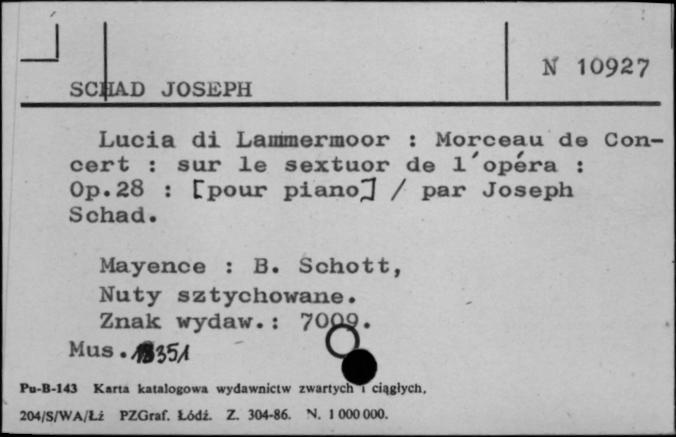 N 10927
SCHAD JOSEPH
Lucia di Lammermoor : Morceau de Con-
cert : sur le sextuor de l'opéra :
Op.28 : [pour piano] / par Joseph
Schad.
Mayence : B. Schott,
Nuty sztychowane.
Znak wydaw.: 7009.
Mus.
Pu-B-143 Karta katalogowa wydawnictw zwartych i ciągłych,
204/S/WA/Łź PZGraf. Łódź. Z. 304-86. N. 1 000 000.